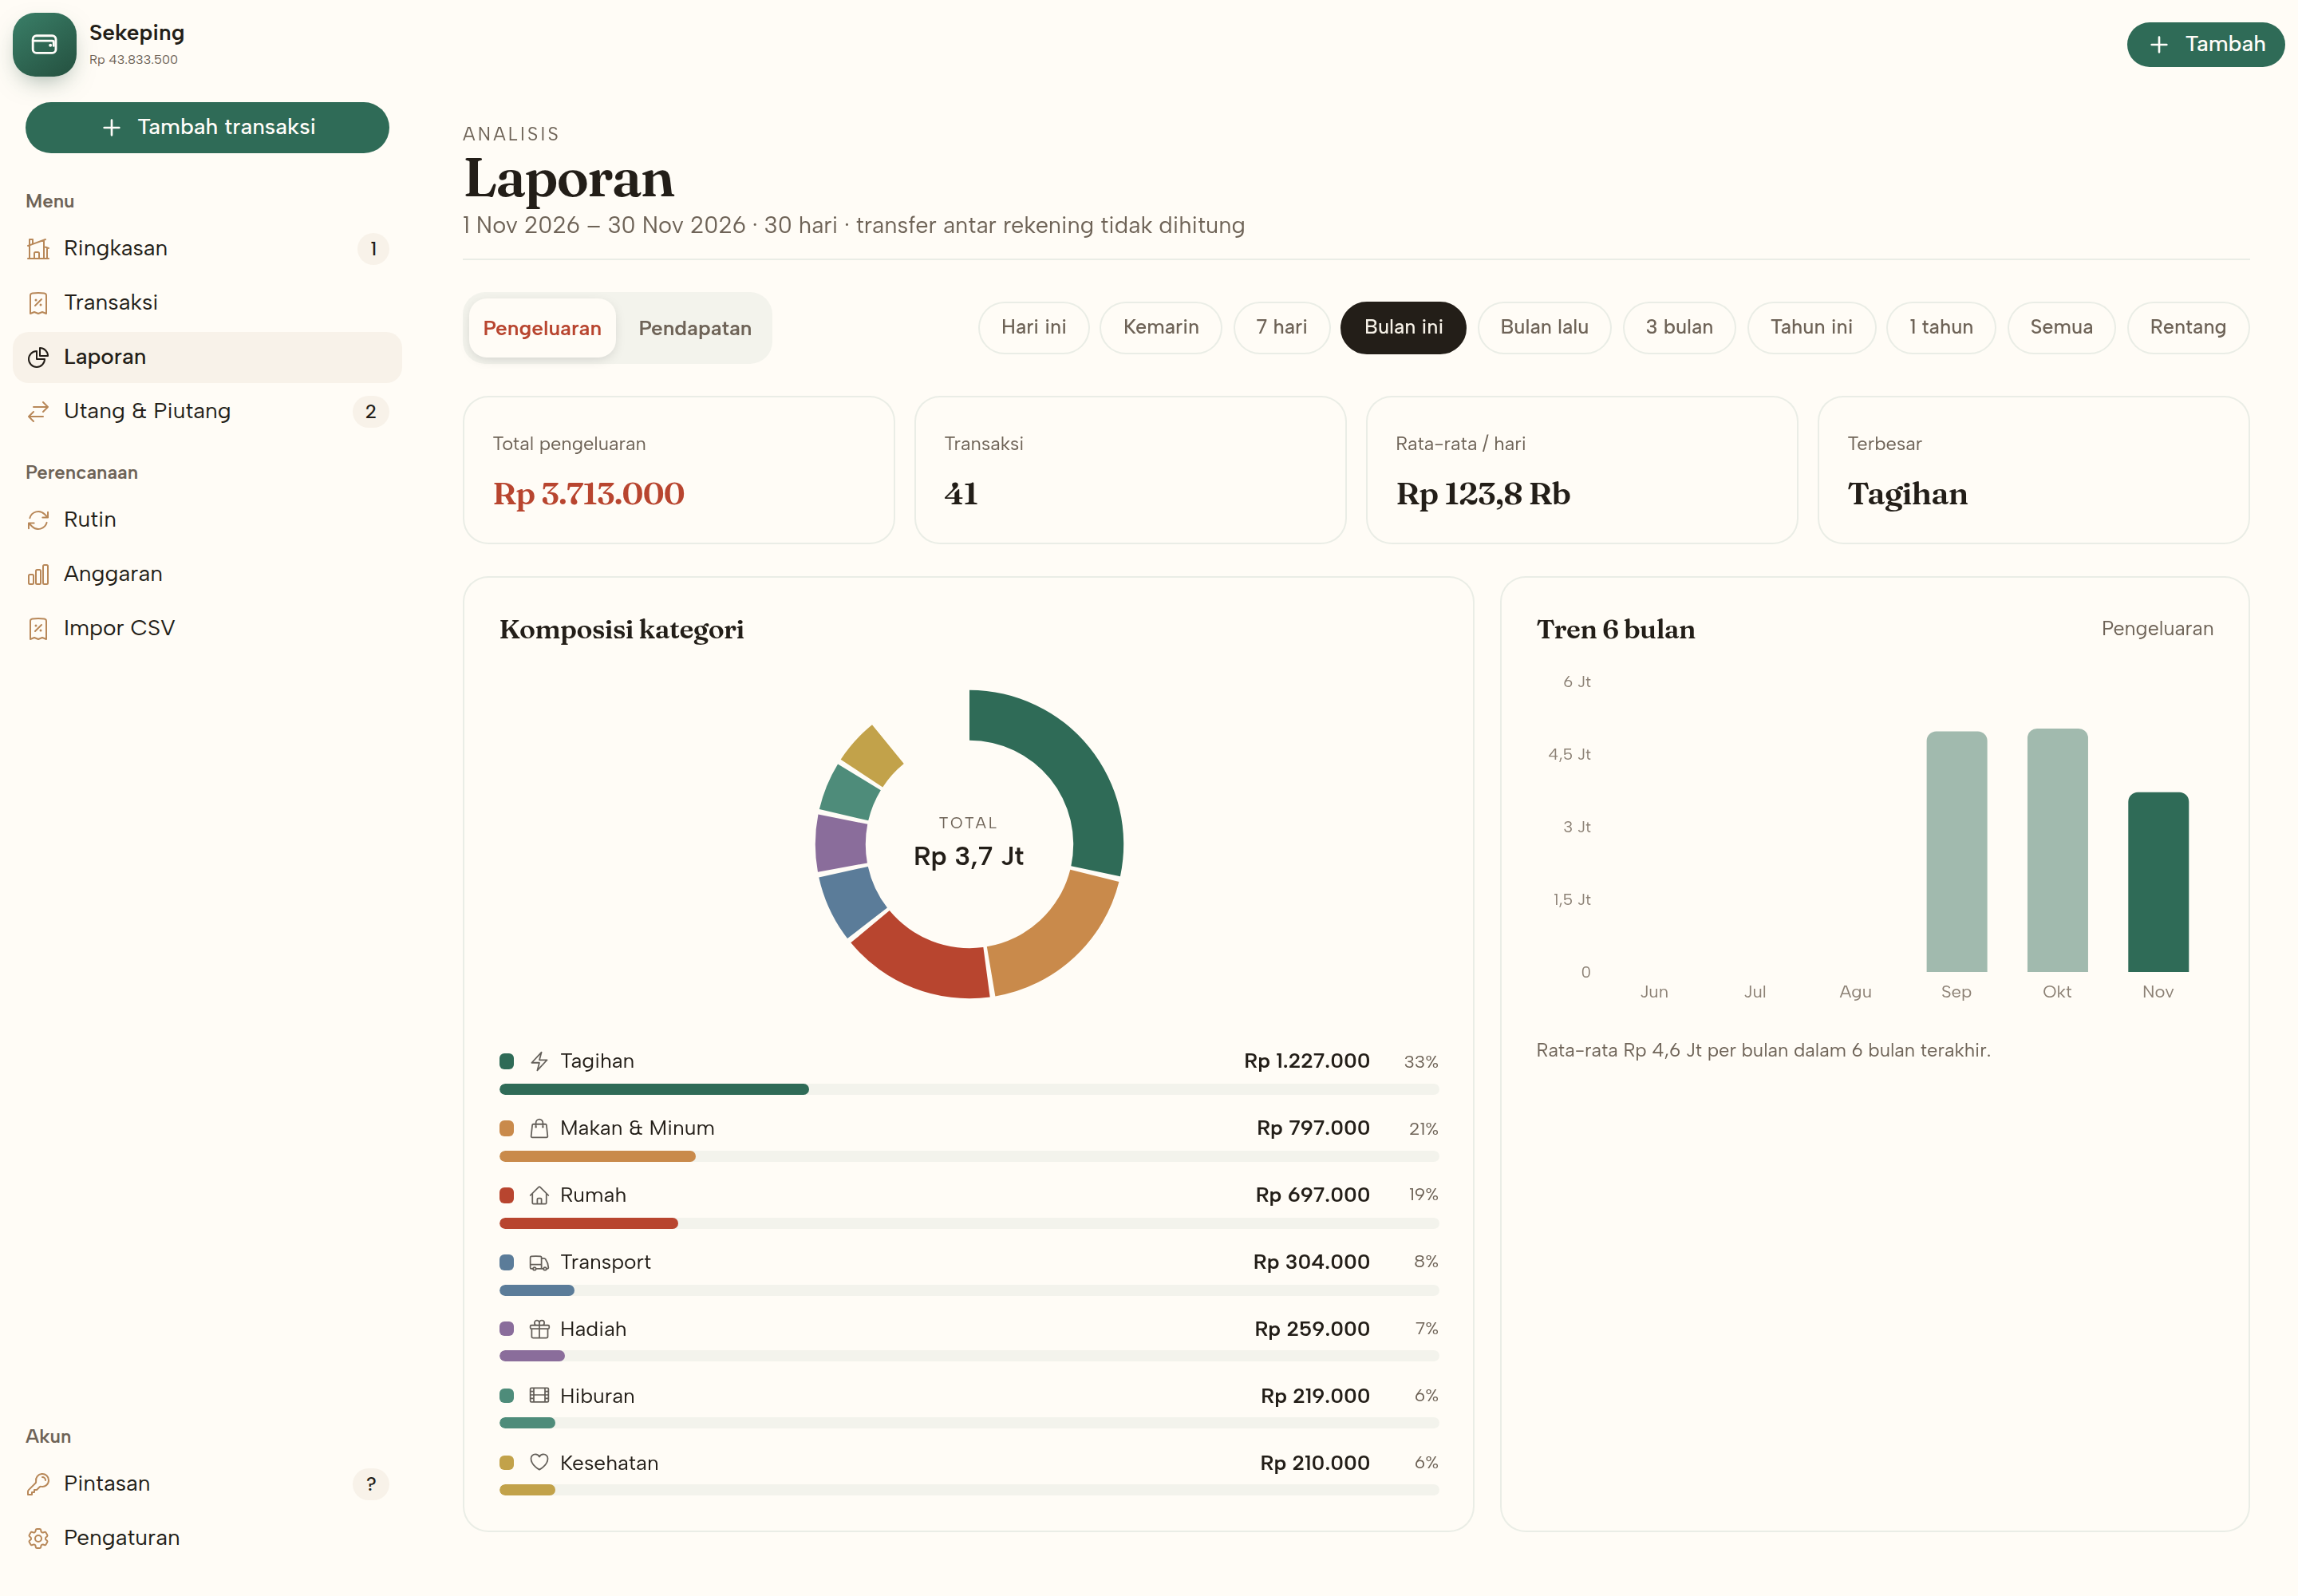 Sekeping
Rp 43.833.500
Tambah
Tambah transaksi
Menu
Ringkasan 1
Transaksi
Laporan
Utang & Piutang 2
Perencanaan
Rutin
Anggaran
Impor CSV
Akun
Pintasan ?
Pengaturan
ANALISIS
Laporan
1 Nov 2026 – 30 Nov 2026 · 30 hari · transfer antar rekening tidak dihitung
Pengeluaran Pendapatan
Hari ini Kemarin 7 hari Bulan ini Bulan lalu 3 bulan Tahun ini 1 tahun Semua Rentang
Total pengeluaran
Rp 3.713.000
Transaksi
41
Rata-rata / hari
Rp 123,8 Rb
Terbesar
Tagihan
Komposisi kategori
TOTAL
Rp 3,7 Jt
Tagihan Rp 1.227.000 33%
Makan & Minum Rp 797.000 21%
Rumah Rp 697.000 19%
Transport Rp 304.000 8%
Hadiah Rp 259.000 7%
Hiburan Rp 219.000 6%
Kesehatan Rp 210.000 6%
Tren 6 bulan Pengeluaran
6 Jt
4,5 Jt
3 Jt
1,5 Jt
0
Jun Jul Agu Sep Okt Nov
Rata-rata Rp 4,6 Jt per bulan dalam 6 bulan terakhir.